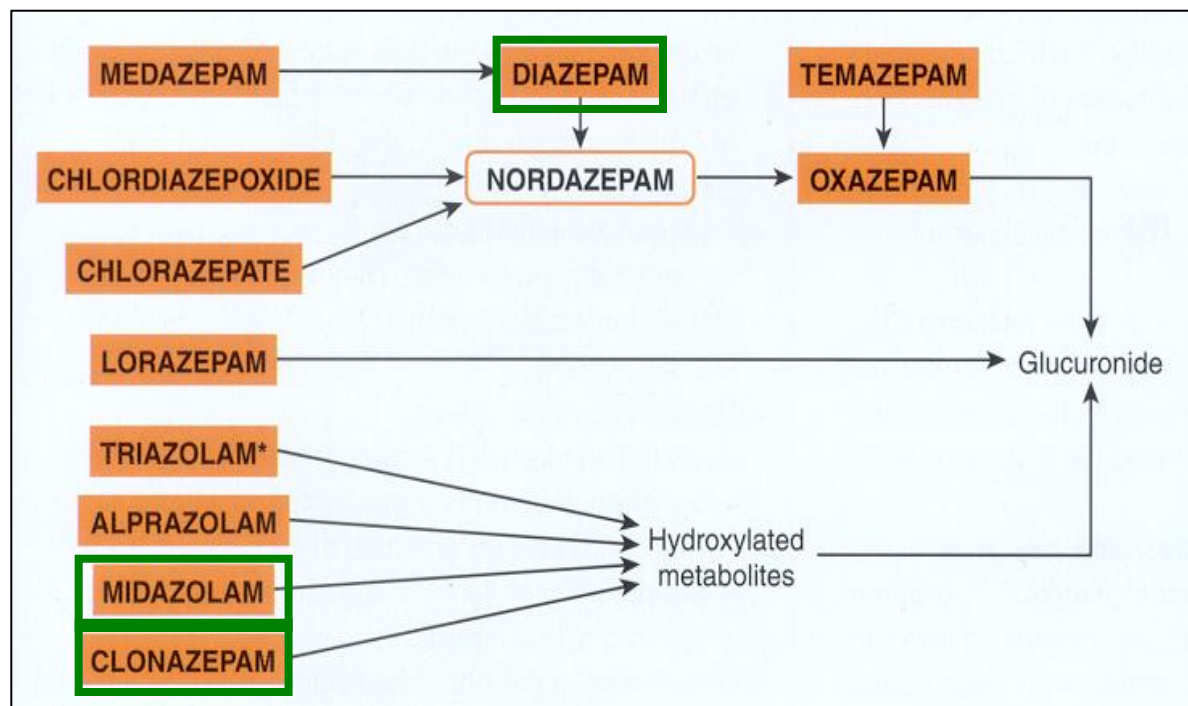 MEDAZEPAM
DIAZEPAM
TEMAZEPAM
CHLORDIAZEPOXIDE
NORDAZEPAM
OXAZEPAM
CHLORAZEPATE
LORAZEPAM
Glucuronide
TRIAZOLAM*
ALPRAZOLAM
Hydroxylated
metabolites
MIDAZOLAM
CLONAZEPAM